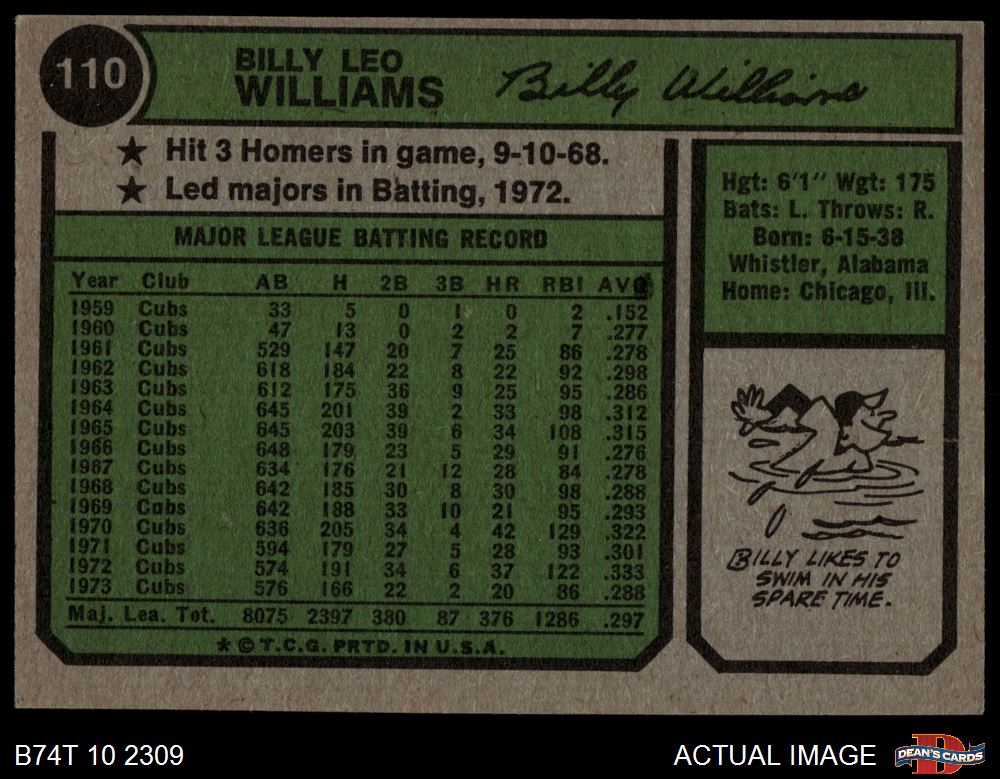 110
BILLY LEO
WILLIAMS
Billy Williams
★ Hit 3 Homers in game, 9-10-68.
★ Led majors in Batting, 1972.
MAJOR LEAGUE BATTING RECORD
Year Club AB H 2B 3B HR RBI AVG
1959 Cubs 33 5 0 1 0 2 .152
1960 Cubs 47 13 0 2 2 7 .277
1961 Cubs 529 147 20 7 25 86 .278
1962 Cubs 618 184 22 8 22 92 .298
1963 Cubs 612 175 36 9 25 95 .286
1964 Cubs 645 201 39 2 33 98 .312
1965 Cubs 645 203 39 6 34 108 .315
1966 Cubs 648 179 23 5 29 91 .276
1967 Cubs 634 176 21 12 28 84 .278
1968 Cubs 642 185 30 8 30 98 .288
1969 Cubs 642 188 33 10 21 95 .293
1970 Cubs 636 205 34 4 42 129 .322
1971 Cubs 594 179 27 5 28 93 .301
1972 Cubs 574 191 34 6 37 122 .333
1973 Cubs 576 166 22 2 20 86 .288
Maj. Lea. Tot. 8075 2397 380 87 376 1286 .297
★ © T.C.G. PRTD. IN U.S.A.
Hgt: 6'1" Wgt: 175
Bats: L. Throws: R.
Born: 6-15-38
Whistler, Alabama
Home: Chicago, Ill.
BILLY LIKES TO
SWIM IN HIS
SPARE TIME.
B74T 10 2309
ACTUAL IMAGE
DEAN'S CARDS